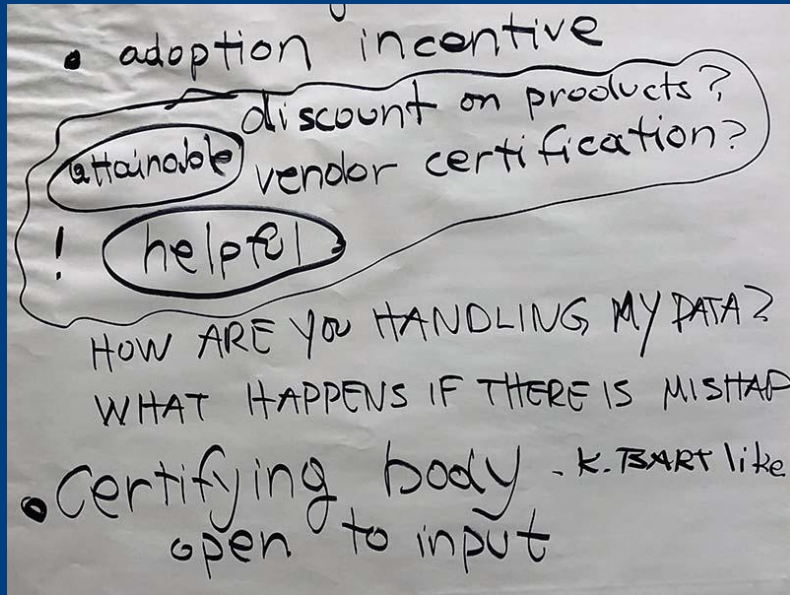 • adoption incentive
discount on products?
attainable vendor certification?
! helpful
HOW ARE YOU HANDLING MY DATA?
WHAT HAPPENS IF THERE IS MISHAP
• Certifying body - K. BART like
open to input